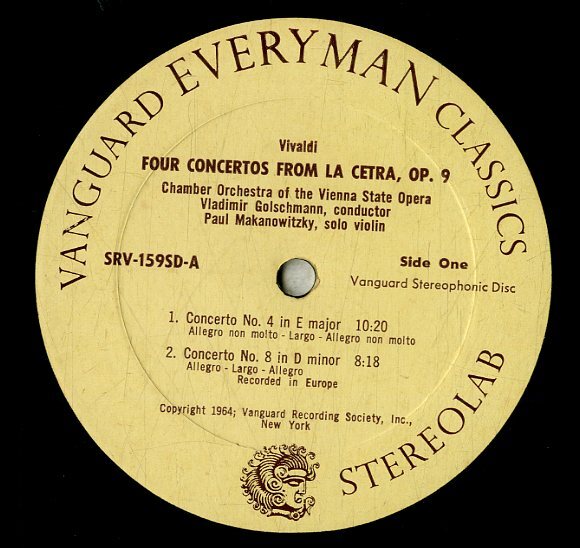 VANGUARD EVERYMAN CLASSICS
Vivaldi
FOUR CONCERTOS FROM LA CETRA, OP. 9
Chamber Orchestra of the Vienna State Opera
Vladimir Golschmann, conductor
Paul Makanowitzky, solo violin
SRV-159SD-A
Side One
Vanguard Stereophonic Disc
1. Concerto No. 4 in E major 10:20
Allegro non molto - Largo - Allegro non molto
2. Concerto No. 8 in D minor 8:18
Allegro - Largo - Allegro
Recorded in Europe
Copyright 1964; Vanguard Recording Society, Inc.,
New York
STEREOLAB